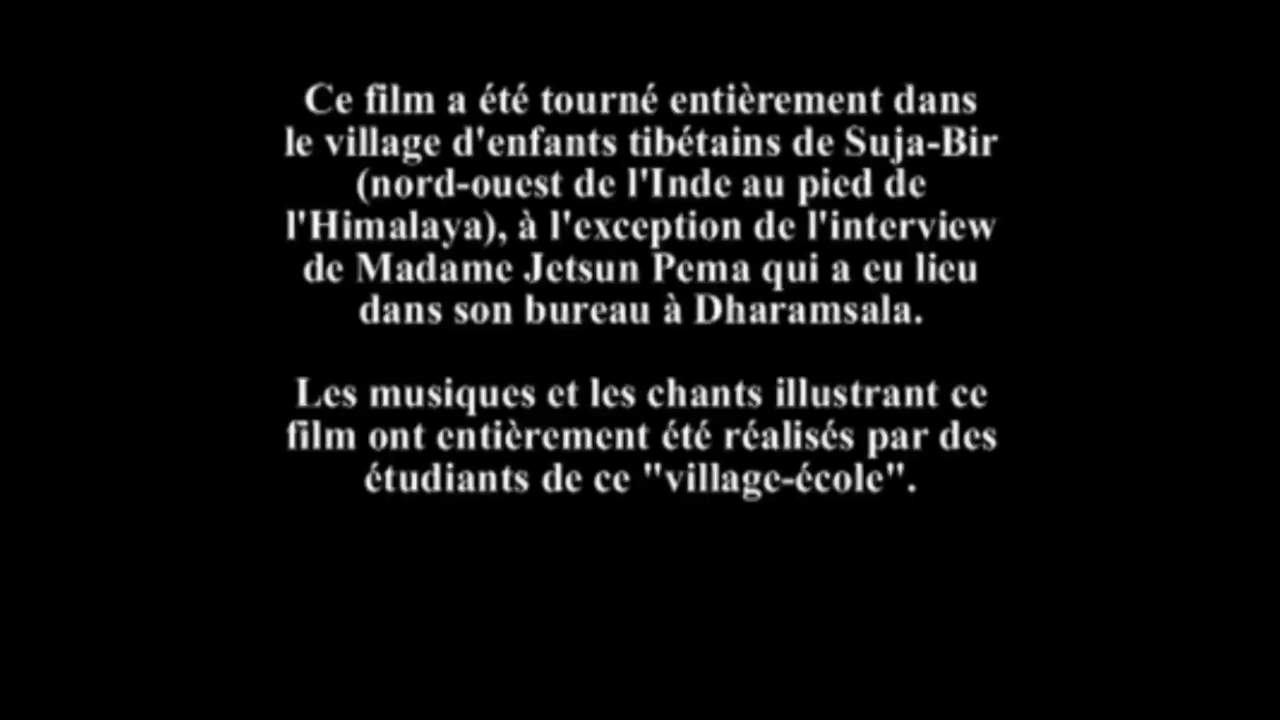 Ce film a été tourné entièrement dans
le village d'enfants tibétains de Suja-Bir
(nord-ouest de l'Inde au pied de
l'Himalaya), à l'exception de l'interview
de Madame Jetsun Pema qui a eu lieu
dans son bureau à Dharamsala.
Les musiques et les chants illustrant ce
film ont entièrement été réalisés par des
étudiants de ce "village-école".